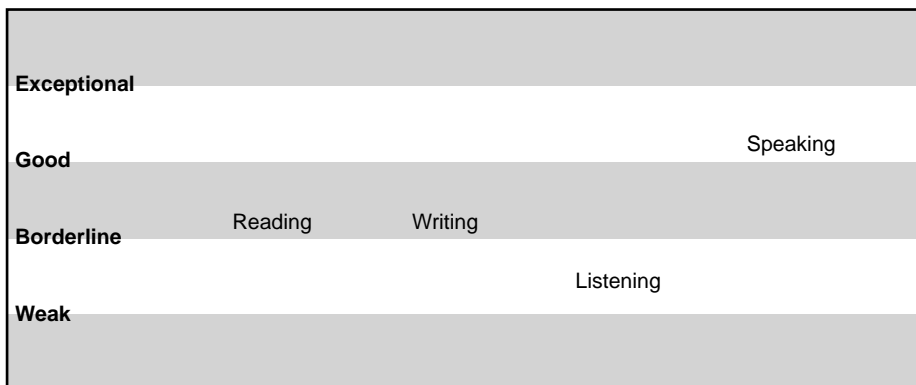 Exceptional
Speaking
Good
Reading Writing
Borderline
Listening
Weak